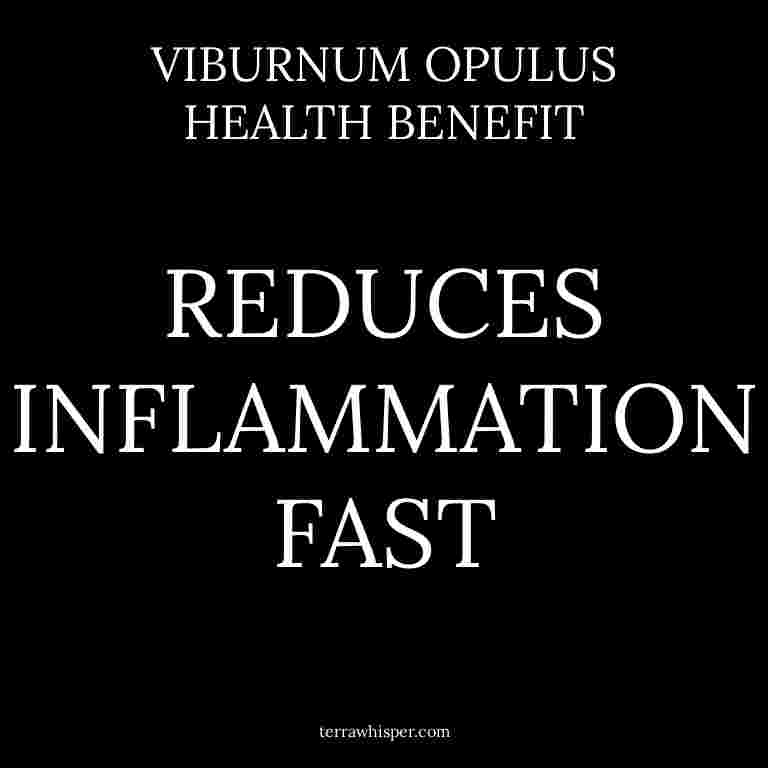 VIBURNUM OPULUS
HEALTH BENEFIT
REDUCES
INFLAMMATION
FAST
terrawhisper.com